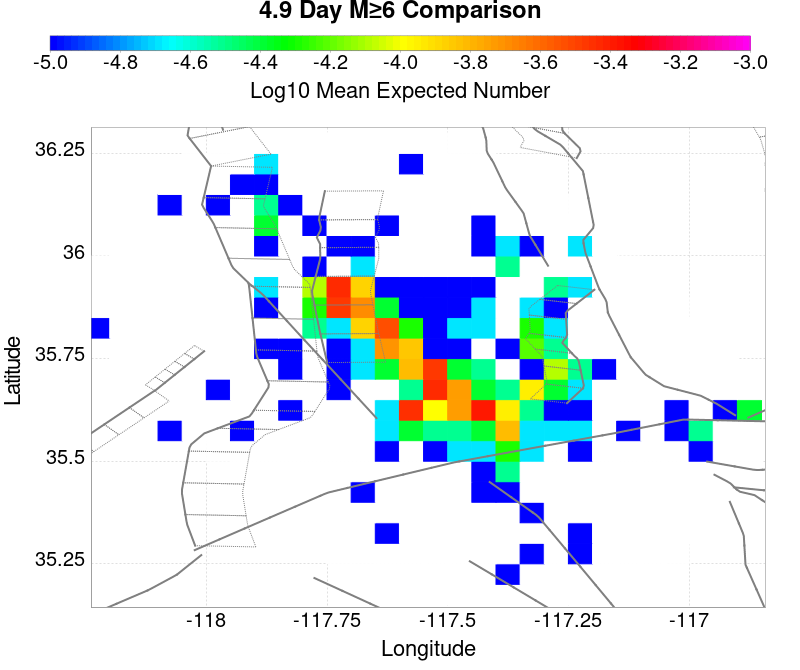 4.9 Day M≥6 Comparison
-5.0 -4.8 -4.6 -4.4 -4.2 -4.0 -3.8 -3.6 -3.4 -3.2 -3.0
Log10 Mean Expected Number
36.25
36
35.75
35.5
35.25
Latitude
-118 -117.75 -117.5 -117.25 -117
Longitude